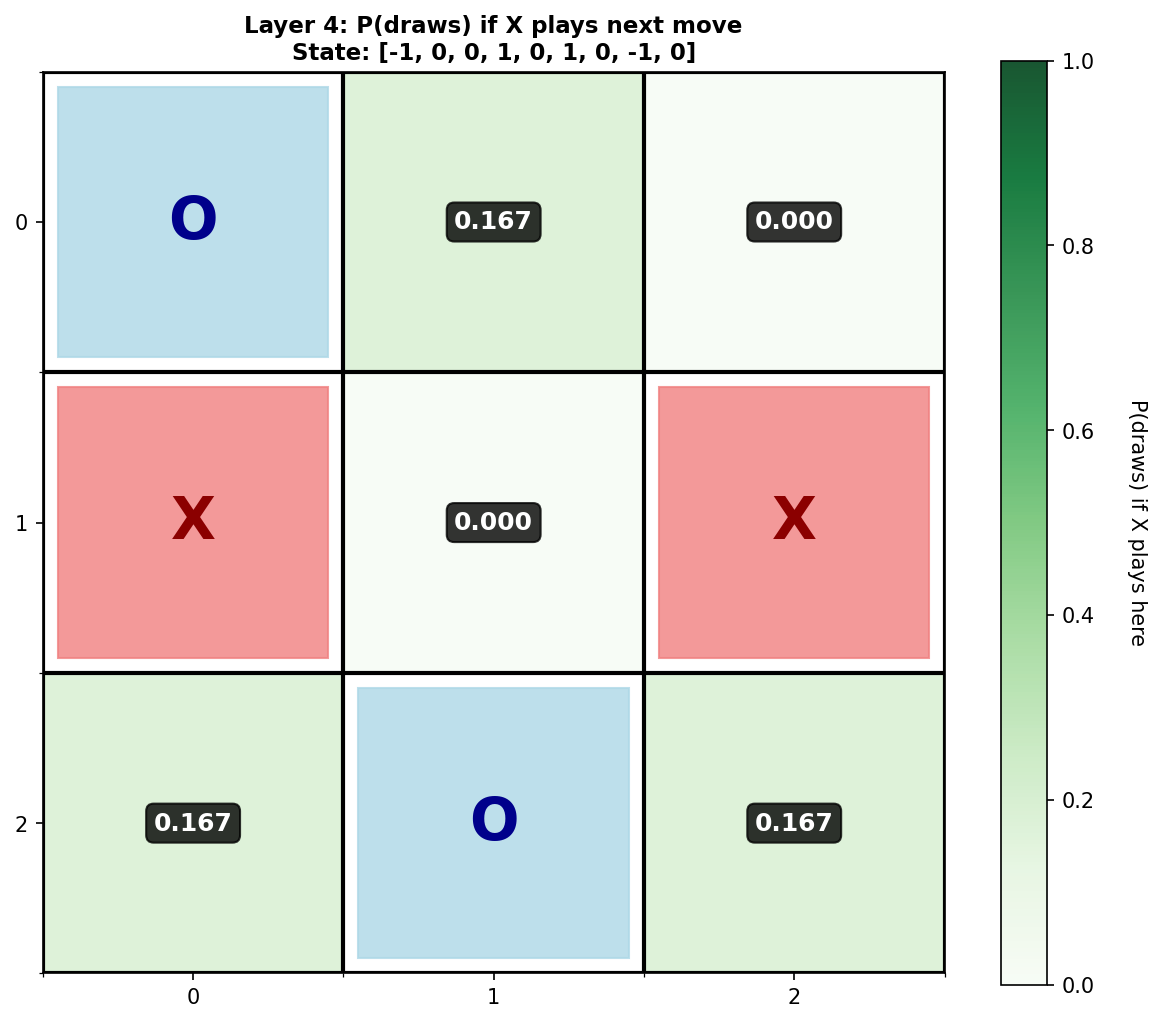 Layer 4: P(draws) if X plays next move
State: [-1, 0, 0, 1, 0, 1, 0, -1, 0]
0
O
0.167
0.000
1
X
0.000
X
2
0.167
O
0.167
0
1
2
1.0
0.8
0.6
0.4
0.2
0.0
P(draws) if X plays here